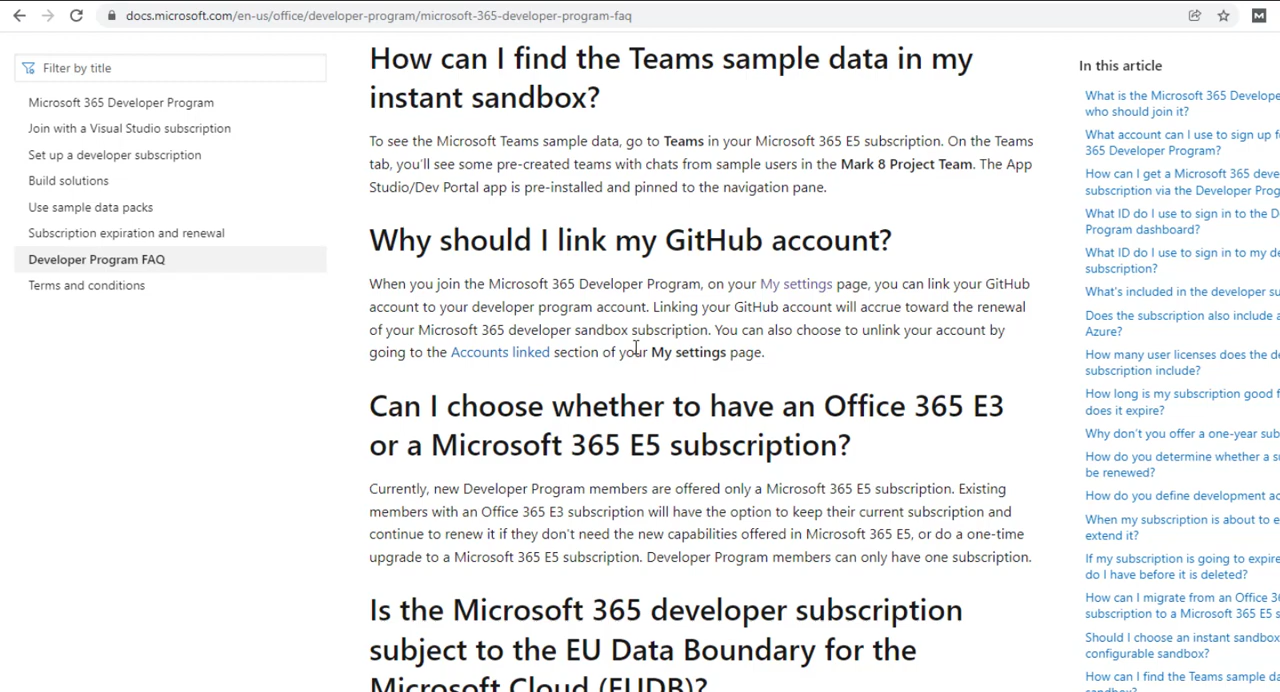 docs.microsoft.com/en-us/office/developer-program/microsoft-365-developer-program-faq
M
Filter by title
Microsoft 365 Developer Program
Join with a Visual Studio subscription
Set up a developer subscription
Build solutions
Use sample data packs
Subscription expiration and renewal
Developer Program FAQ
Terms and conditions
How can I find the Teams sample data in my
instant sandbox?
To see the Microsoft Teams sample data, go to Teams in your Microsoft 365 E5 subscription. On the Teams
tab, you'll see some pre-created teams with chats from sample users in the Mark 8 Project Team. The App
Studio/Dev Portal app is pre-installed and pinned to the navigation pane.
Why should I link my GitHub account?
When you join the Microsoft 365 Developer Program, on your My settings page, you can link your GitHub
account to your developer program account. Linking your GitHub account will accrue toward the renewal
of your Microsoft 365 developer sandbox subscription. You can also choose to unlink your account by
going to the Accounts linked section of your My settings page.
Can I choose whether to have an Office 365 E3
or a Microsoft 365 E5 subscription?
Currently, new Developer Program members are offered only a Microsoft 365 E5 subscription. Existing
members with an Office 365 E3 subscription will have the option to keep their current subscription and
continue to renew it if they don't need the new capabilities offered in Microsoft 365 E5, or do a one-time
upgrade to a Microsoft 365 E5 subscription. Developer Program members can only have one subscription.
Is the Microsoft 365 developer subscription
subject to the EU Data Boundary for the
Microsoft Cloud (EUDB)?
In this article
What is the Microsoft 365 Develope
who should join it?
What account can I use to sign up f
365 Developer Program?
How can I get a Microsoft 365 deve
subscription via the Developer Prog
What ID do I use to sign in to the D
Program dashboard?
What ID do I use to sign in to my de
subscription?
What's included in the developer su
Does the subscription also include a
Azure?
How many user licenses does the de
subscription include?
How long is my subscription good f
does it expire?
Why don't you offer a one-year sub
How do you determine whether a s
be renewed?
How do you define development ac
When my subscription is about to e
extend it?
If my subscription is going to expire
do I have before it is deleted?
How can I migrate from an Office 36
subscription to a Microsoft 365 E5 s
Should I choose an instant sandbox
configurable sandbox?
How can I find the Teams sample da
sandbox?